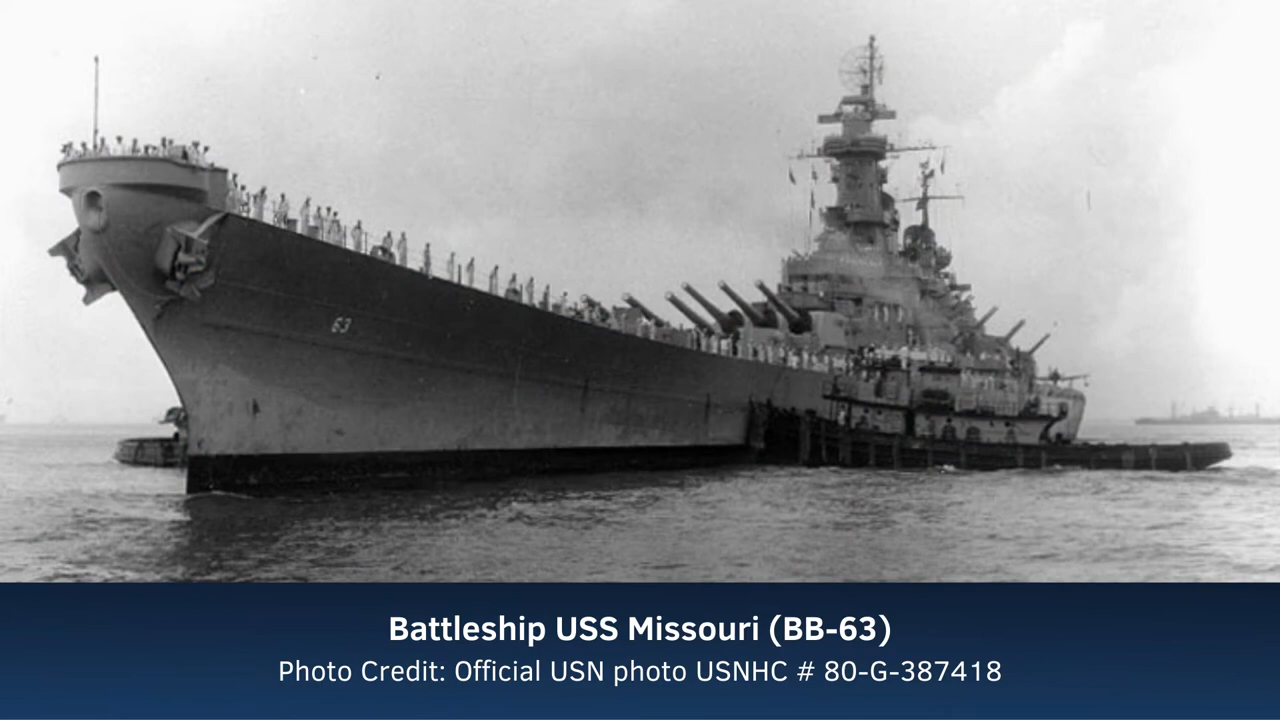 63
Battleship USS Missouri (BB-63)
Photo Credit: Official USN photo USNHC # 80-G-387418